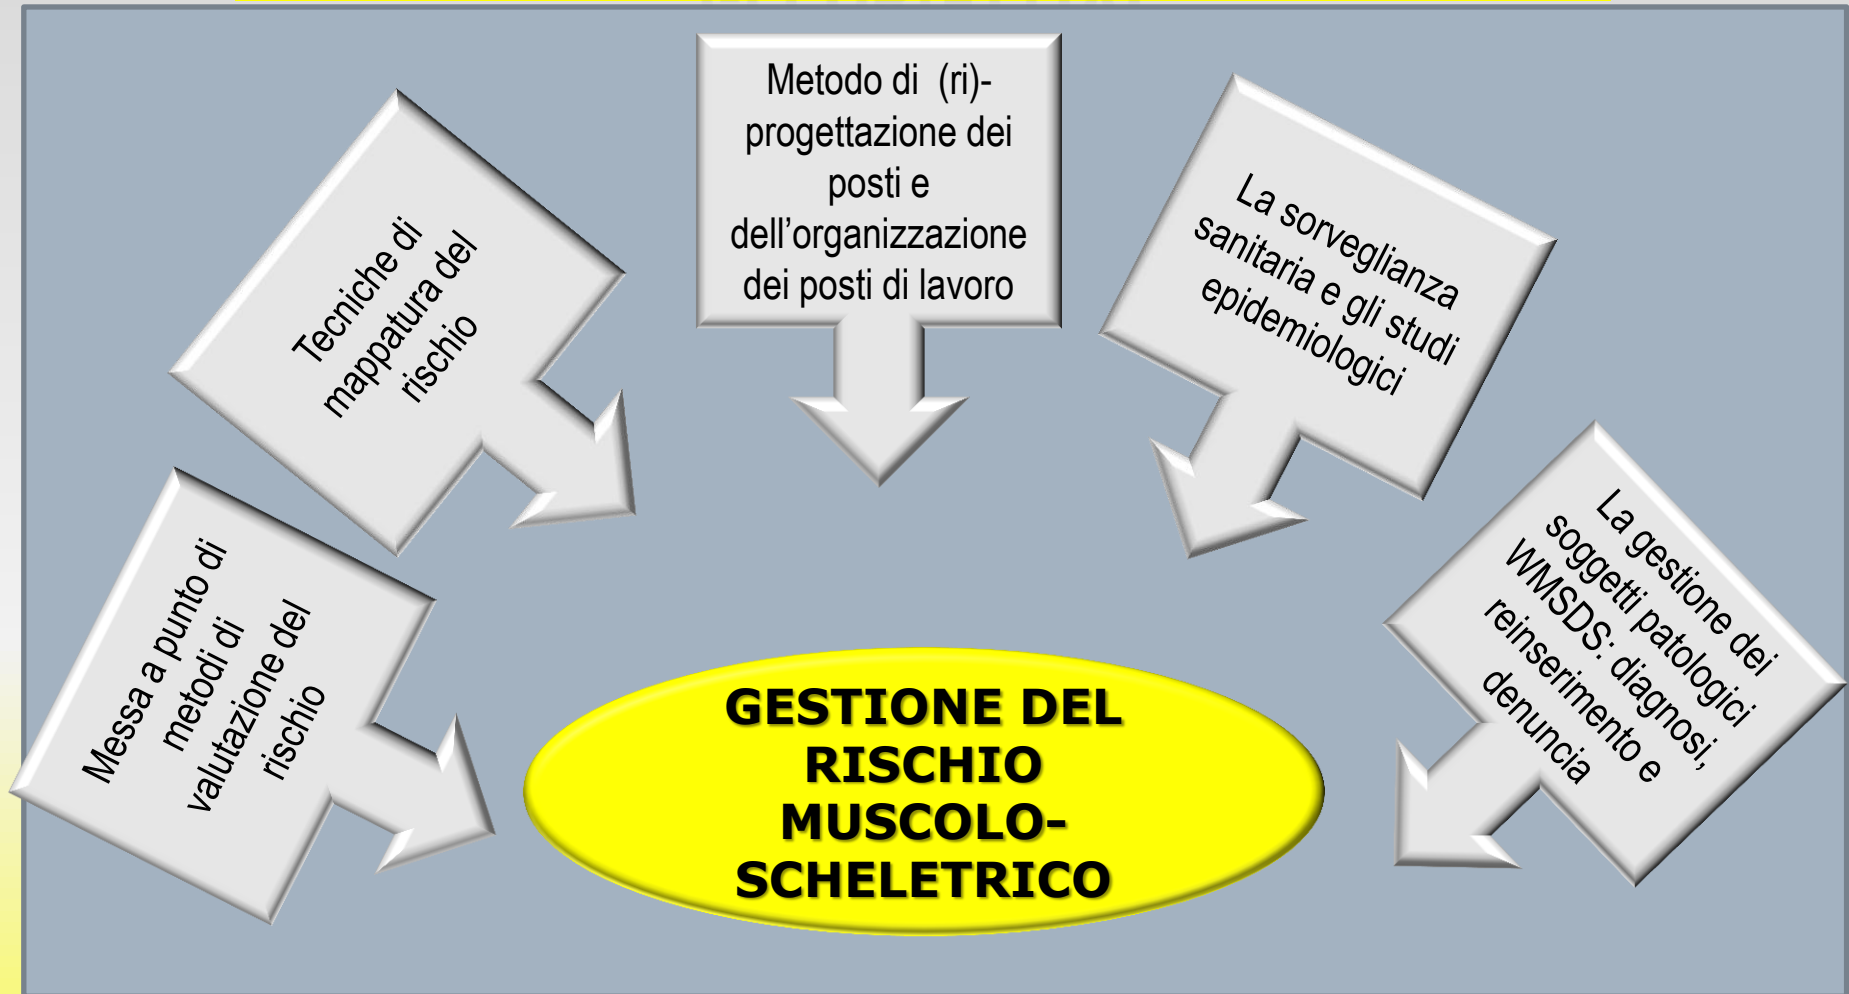 Messa a punto di
metodi di
valutazione del
rischio
Tecniche di
mappatura del
rischio
Metodo di (ri)-
progettazione dei
posti e
dell’organizzazione
dei posti di lavoro
La sorveglianza
sanitaria e gli studi
epidemiologici
La gestione dei
soggetti patologici
WMSDS: diagnosi,
reinserimento e
denuncia
GESTIONE DEL
RISCHIO
MUSCOLO-
SCHELETRICO